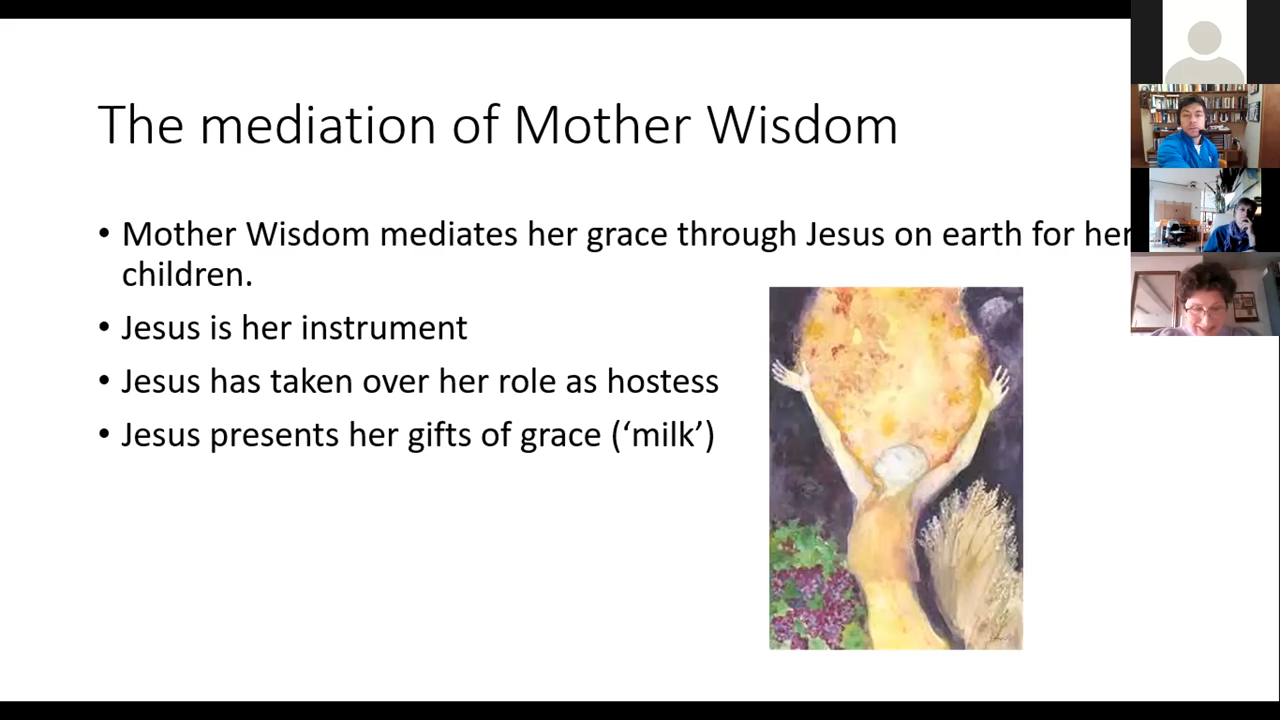 The mediation of Mother Wisdom
• Mother Wisdom mediates her grace through Jesus on earth for her
children.
• Jesus is her instrument
• Jesus has taken over her role as hostess
• Jesus presents her gifts of grace (‘milk’)